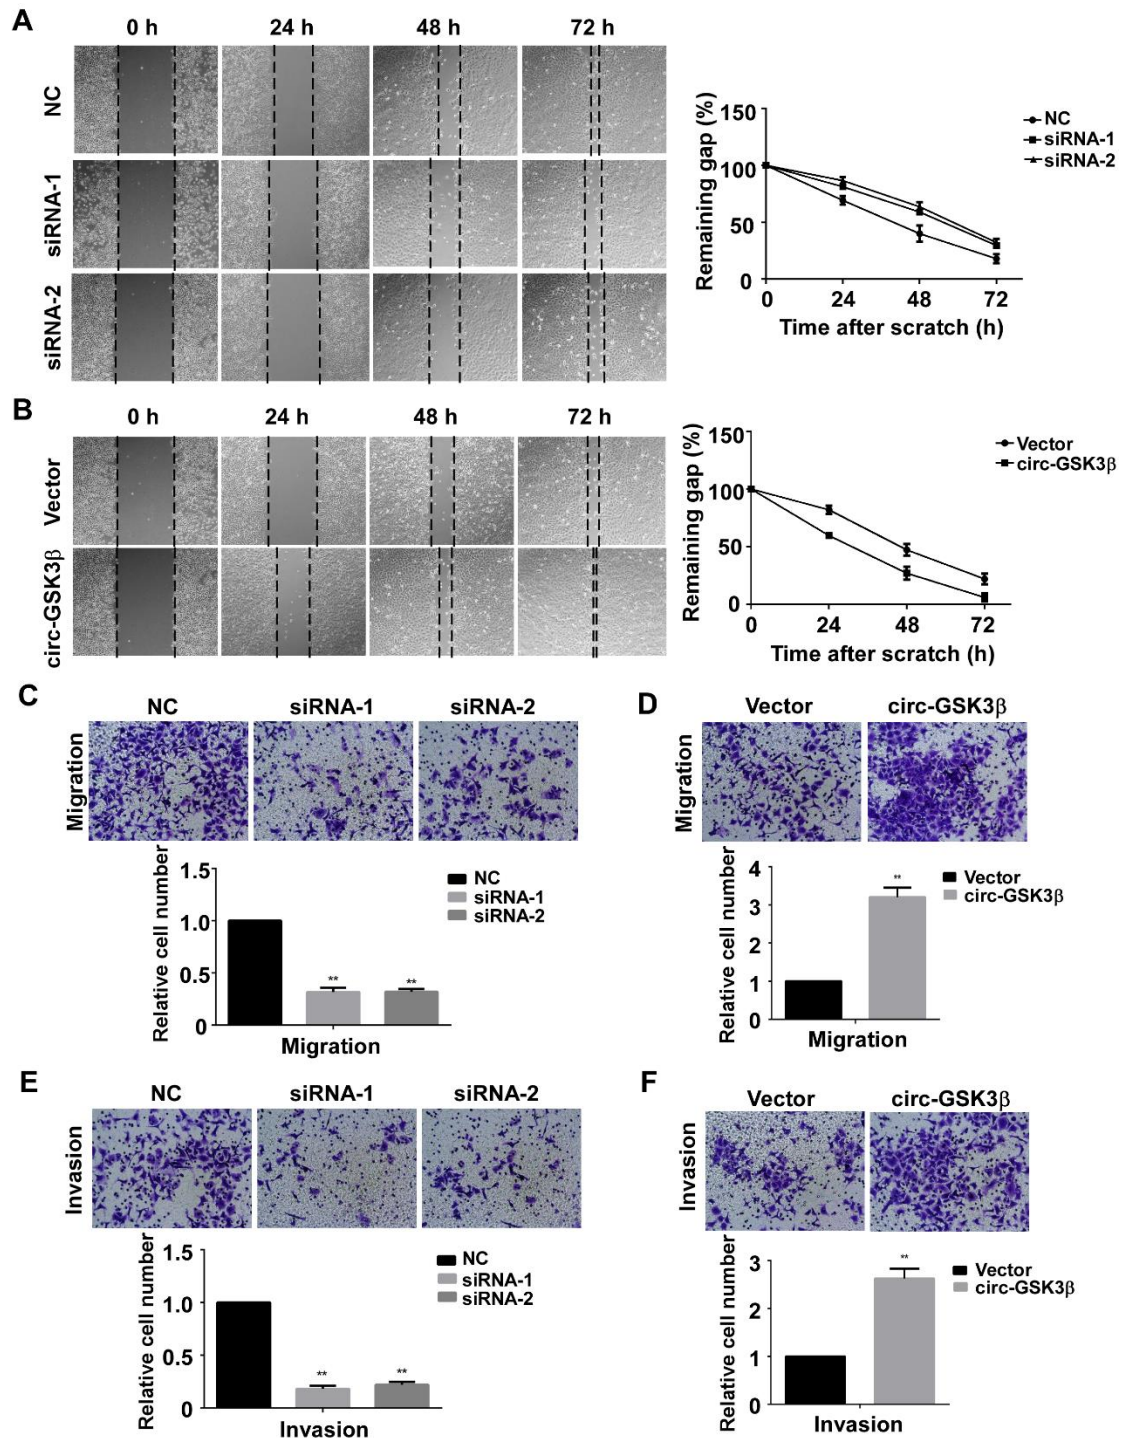 A
0 h 24 h 48 h 72 h
NC
siRNA-1
siRNA-2
Remaining gap (%)
150
100
50
0
0 24 48 72
Time after scratch (h)
NC
siRNA-1
siRNA-2
B
0 h 24 h 48 h 72 h
Vector
circ-GSK3β
Remaining gap (%)
150
100
50
0
0 24 48 72
Time after scratch (h)
Vector
circ-GSK3β
C
NC siRNA-1 siRNA-2
Migration
Relative cell number
1.5
1.0
0.5
0
** **
Migration
NC
siRNA-1
siRNA-2
D
Vector circ-GSK3β
Migration
Relative cell number
4
3
2
1
0
**
Migration
Vector
circ-GSK3β
E
NC siRNA-1 siRNA-2
Invasion
Relative cell number
1.5
1.0
0.5
0
** **
Invasion
NC
siRNA-1
siRNA-2
F
Vector circ-GSK3β
Invasion
Relative cell number
3
2
1
0
**
Invasion
Vector
circ-GSK3β